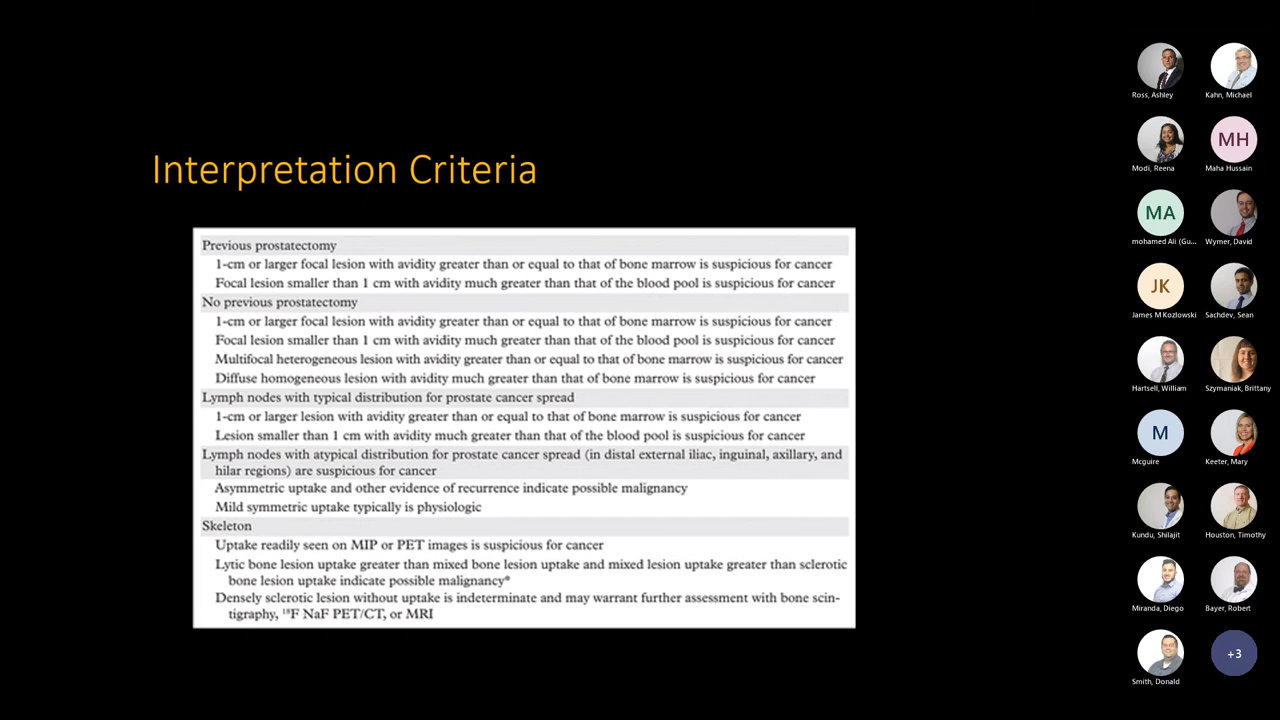 Interpretation Criteria
Previous prostatectomy
1-cm or larger focal lesion with avidity greater than or equal to that of bone marrow is suspicious for cancer
Focal lesion smaller than 1 cm with avidity much greater than that of the blood pool is suspicious for cancer
No previous prostatectomy
1-cm or larger focal lesion with avidity greater than or equal to that of bone marrow is suspicious for cancer
Focal lesion smaller than 1 cm with avidity much greater than that of the blood pool is suspicious for cancer
Multifocal heterogeneous lesion with avidity greater than or equal to that of bone marrow is suspicious for cancer
Diffuse homogeneous lesion with avidity much greater than that of bone marrow is suspicious for cancer
Lymph nodes with typical distribution for prostate cancer spread
1-cm or larger lesion with avidity greater than or equal to that of bone marrow is suspicious for cancer
Lesion smaller than 1 cm with avidity much greater than that of the blood pool is suspicious for cancer
Lymph nodes with atypical distribution for prostate cancer spread (in distal external iliac, inguinal, axillary, and
hilar regions) are suspicious for cancer
Asymmetric uptake and other evidence of recurrence indicate possible malignancy
Mild symmetric uptake typically is physiologic
Skeleton
Uptake readily seen on MIP or PET images is suspicious for cancer
Lytic bone lesion uptake greater than mixed bone lesion uptake and mixed lesion uptake greater than sclerotic
bone lesion uptake indicate possible malignancy*
Densely sclerotic lesion without uptake is indeterminate and may warrant further assessment with bone scin-
tigraphy, ¹⁸F NaF PET/CT, or MRI
Ross, Ashley
Kahn, Michael
Modi, Reena
MH
Maha Hussain
MA
mohamed Ali (Gu...
Wymer, David
JK
James M Kozlowski
Sachdev, Sean
Hartsell, William
Szymaniak, Brittany
M
Mcguire
Keeter, Mary
Kundu, Shilajit
Houston, Timothy
Miranda, Diego
Bayer, Robert
Smith, Donald
+3